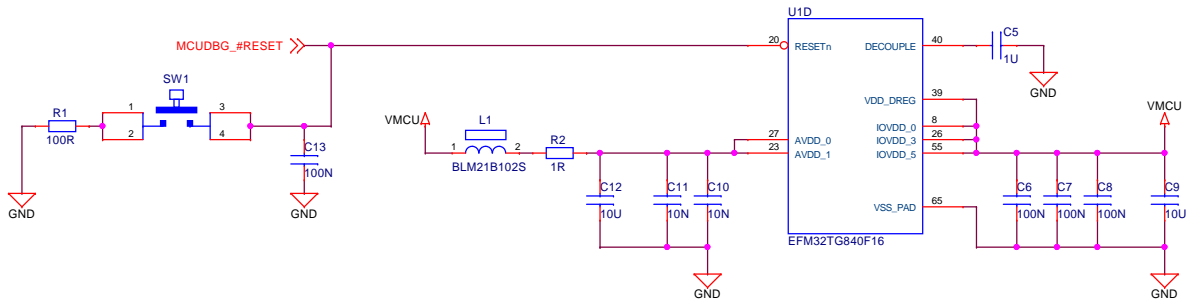 U1D
MCUDBG_#RESET
20
RESETn
DECOUPLE
40
C5
1U
GND
SW1
R1
100R
1
2
3
4
C13
100N
GND
GND
VMCU
L1
1
2
BLM21B102S
R2
1R
27
AVDD_0
23
AVDD_1
VDD_DREG
39
IOVDD_0
8
IOVDD_3
26
IOVDD_5
55
VMCU
C12
10U
C11
10N
C10
10N
GND
VSS_PAD
65
C6
100N
C7
100N
C8
100N
C9
10U
GND
EFM32TG840F16